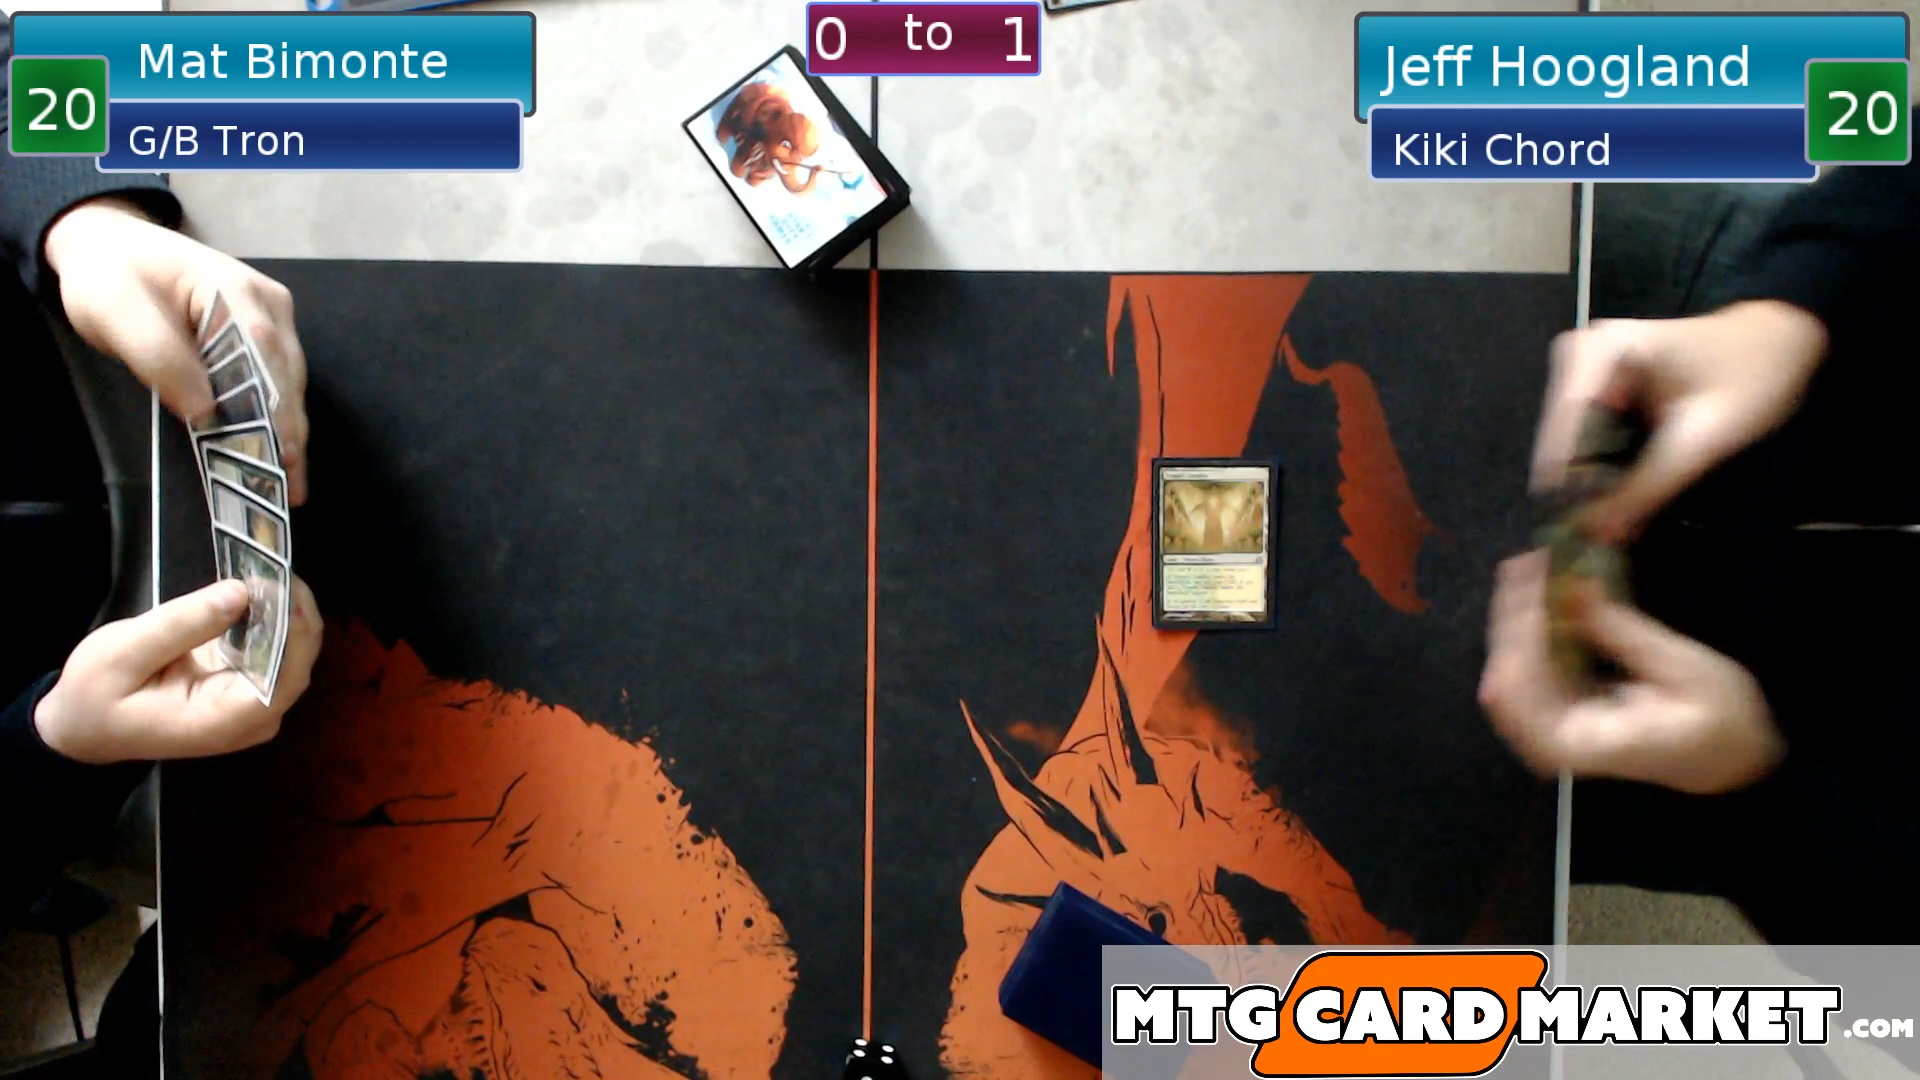 Mat Bimonte
20
G/B Tron
0 to 1
Jeff Hoogland
20
Kiki Chord
MTG CARD MARKET .COM